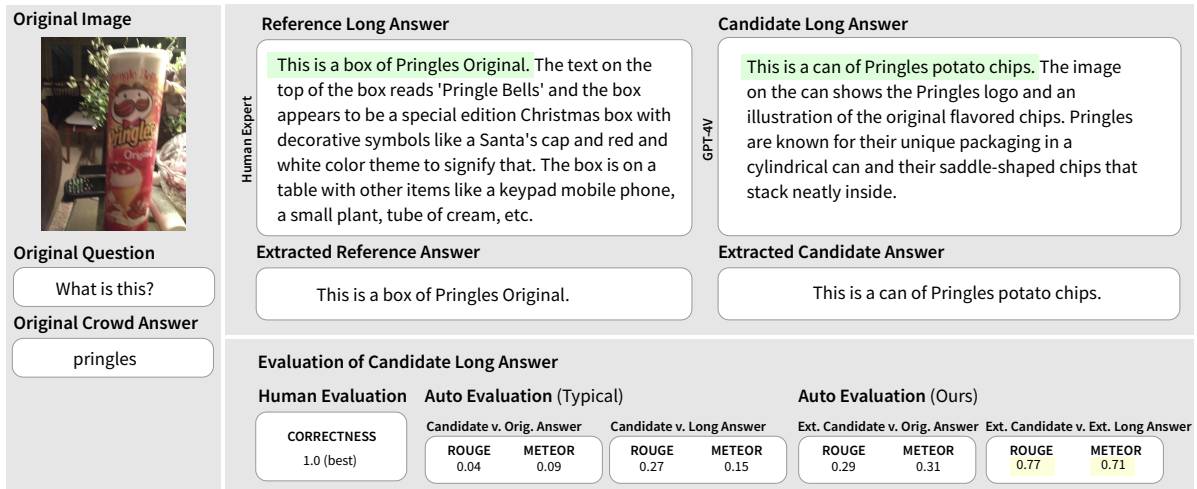 Original Image
Pringle Bells
Pringles
Original
Original Question
What is this?
Original Crowd Answer
pringles
Reference Long Answer
Human Expert
This is a box of Pringles Original. The text on the
top of the box reads 'Pringle Bells' and the box
appears to be a special edition Christmas box with
decorative symbols like a Santa's cap and red and
white color theme to signify that. The box is on a
table with other items like a keypad mobile phone,
a small plant, tube of cream, etc.
Extracted Reference Answer
This is a box of Pringles Original.
Candidate Long Answer
GPT-4V
This is a can of Pringles potato chips. The image
on the can shows the Pringles logo and an
illustration of the original flavored chips. Pringles
are known for their unique packaging in a
cylindrical can and their saddle-shaped chips that
stack neatly inside.
Extracted Candidate Answer
This is a can of Pringles potato chips.
Evaluation of Candidate Long Answer
Human Evaluation
CORRECTNESS
1.0 (best)
Auto Evaluation (Typical)
Candidate v. Orig. Answer
ROUGE METEOR
0.04 0.09
Candidate v. Long Answer
ROUGE METEOR
0.27 0.15
Auto Evaluation (Ours)
Ext. Candidate v. Orig. Answer
ROUGE METEOR
0.29 0.31
Ext. Candidate v. Ext. Long Answer
ROUGE METEOR
0.77 0.71